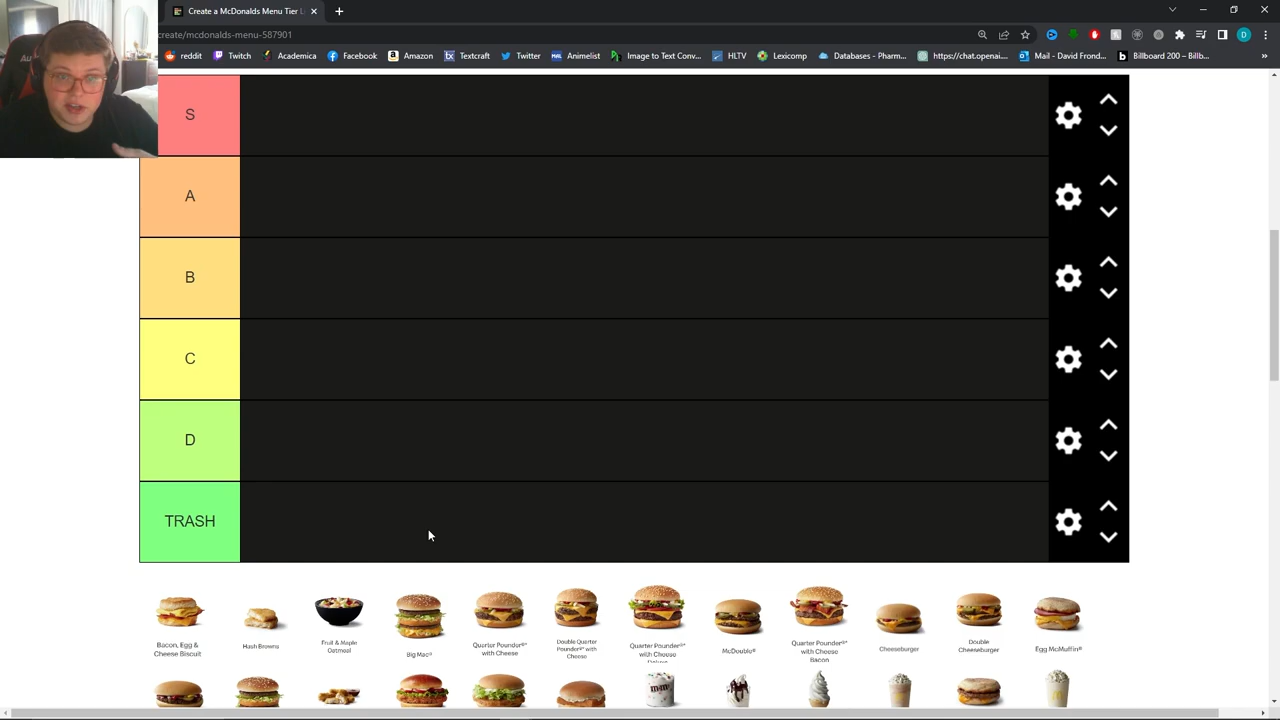 Create a McDonalds Menu Tier L
create/mcdonalds-menu-587901
reddit
Twitch
Academica
Facebook
Amazon
Textcraft
Twitter
Animelist
Image to Text Conv...
HLTV
Lexicomp
Daddies - Pharm...
https://chat.openai....
Mail - David Frond...
Billboard 200 – Bilb...
S
A
B
C
D
TRASH
Bacon, Egg &
Cheese Biscuit
Hash Browns
Fruit & Maple
Oatmeal
Big Mac®
Quarter Pounder®*
with Cheese
Double Quarter
Pounder®* with
Cheese
Quarter Pounder®*
with Cheese
Deluxe
McDouble®
Quarter Pounder®*
with Cheese
Bacon
Cheeseburger
Double
Cheeseburger
Egg McMuffin®